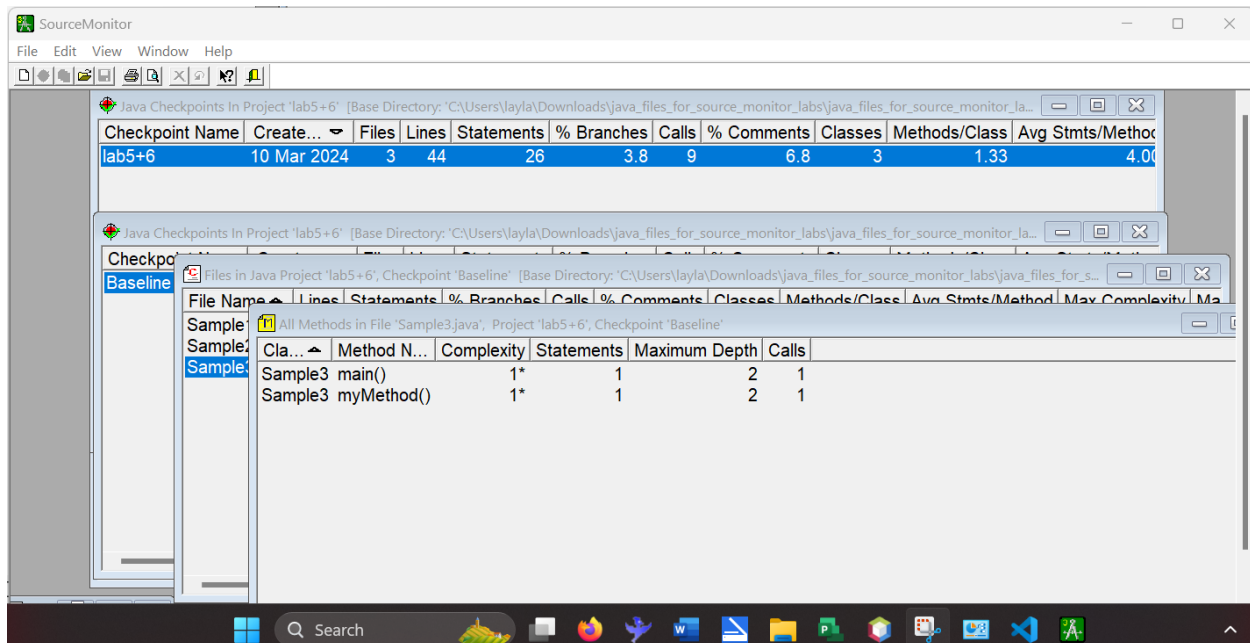 SourceMonitor
File Edit View Window Help
Java Checkpoints In Project 'lab5+6' [Base Directory: 'C:\Users\layla\Downloads\java_files_for_source_monitor_labs\java_files_for_source_monitor_la...
Checkpoint Name Create... Files Lines Statements % Branches Calls % Comments Classes Methods/Class Avg Stmts/Method
lab5+6 10 Mar 2024 3 44 26 3.8 9 6.8 3 1.33 4.00
Java Checkpoints In Project 'lab5+6' [Base Directory: 'C:\Users\layla\Downloads\java_files_for_source_monitor_labs\java_files_for_source_monitor_la...
Checkpo
Baseline
Files in Java Project 'lab5+6', Checkpoint 'Baseline' [Base Directory: 'C:\Users\layla\Downloads\java_files_for_source_monitor_labs\java_files_for_s...
File Name Lines Statements % Branches Calls % Comments Classes Methods/Class Avg Stmts/Method Max Complexity Ma
Sample1
Sample2
Sample3
All Methods in File 'Sample3.java', Project 'lab5+6', Checkpoint 'Baseline'
Cla... Method N... Complexity Statements Maximum Depth Calls
Sample3 main() 1* 1 2 1
Sample3 myMethod() 1* 1 2 1
Search